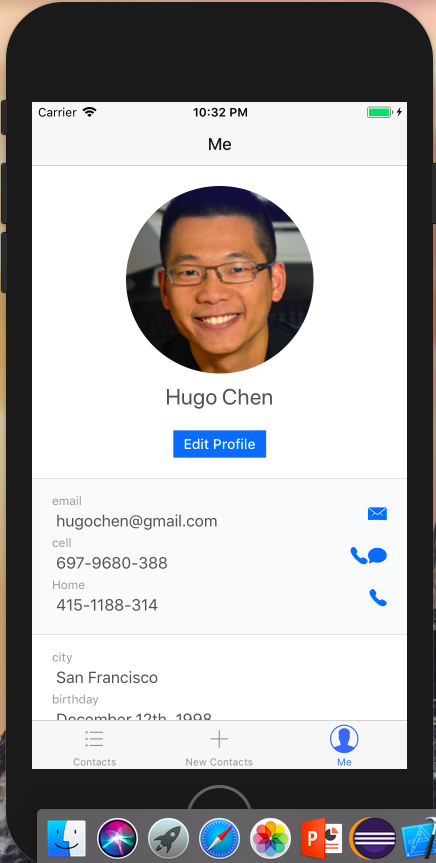 Carrier 10:32 PM
Me
Hugo Chen
Edit Profile
email
hugochen@gmail.com
cell
697-9680-388
Home
415-1188-314
city
San Francisco
birthday
December 12th, 1998
Contacts New Contacts Me
P